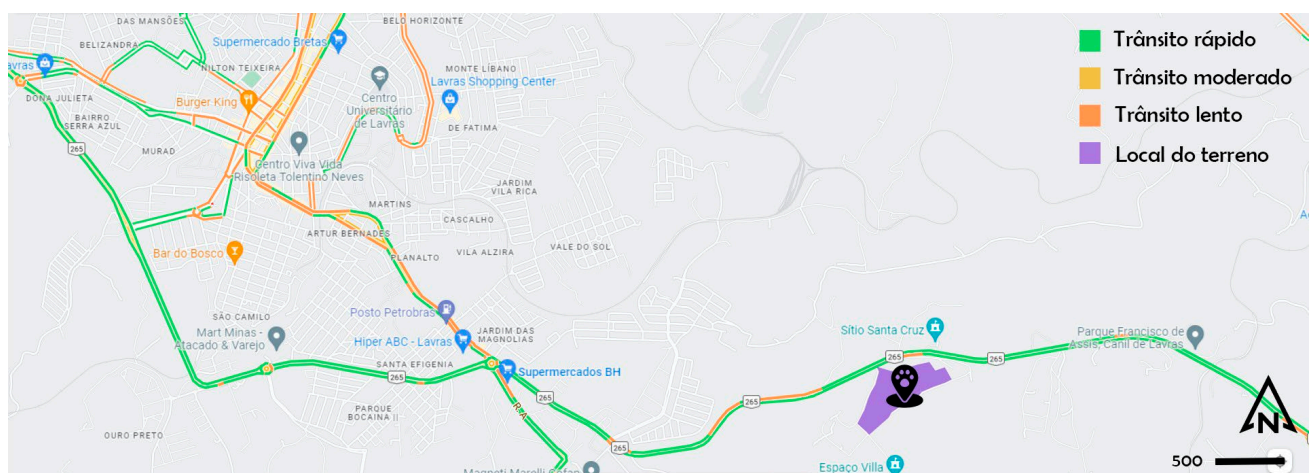 DAS MANSÕES
BELO HORIZONTE
BELIZANDRA
Supermercado Bretas
avras
NILTON TEIXEIRA
MONTE LÍBANO
Lavras Shopping Center
DONA JULIETA
Burger King
Centro
Universitário
de Lavras
BAIRRO
SERRA AZUL
DE FATIMA
265
MURAD
Centro Viva Vida
Risoleta Tolentino Neves
JARDIM
VILA RICA
MARTINS
CASCALHO
ARTUR BERNADES
Bar do Bosco
PLANALTO
VILA ALZIRA
VALE DO SOL
SÃO CAMILO
Posto Petrobras
Mart Minas -
Atacado & Varejo
Hiper ABC - Lavras
JARDIM DAS
MAGNOLIAS
SANTA EFIGENIA
265
Supermercados BH
R. A
265
PARQUE
BOCAINA II
OURO PRETO
265
Magneti Marelli Cofap
265
Sítio Santa Cruz
265
265
Parque Francisco de
Assis, Canil de Lavras
Espaço Villa
Trânsito rápido
Trânsito moderado
Trânsito lento
Local do terreno
N
500